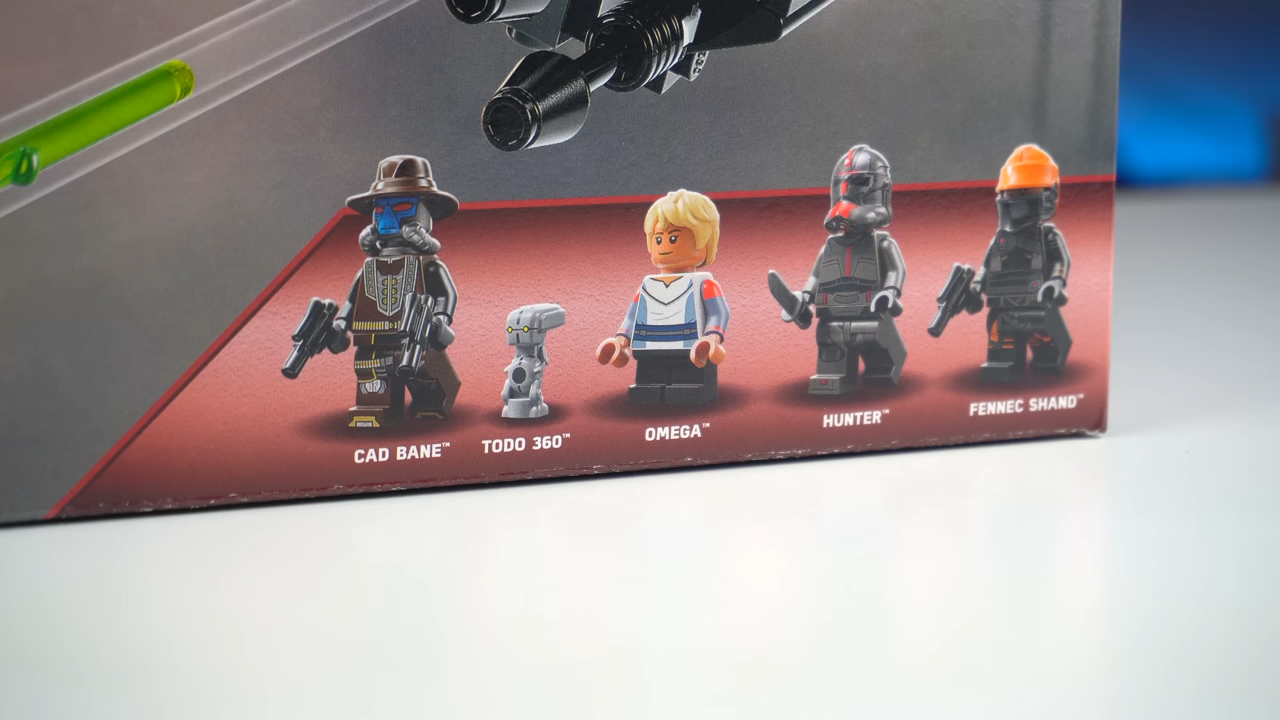 CAD BANE™
TODO 360™
OMEGA™
HUNTER™
FENNEC SHAND™